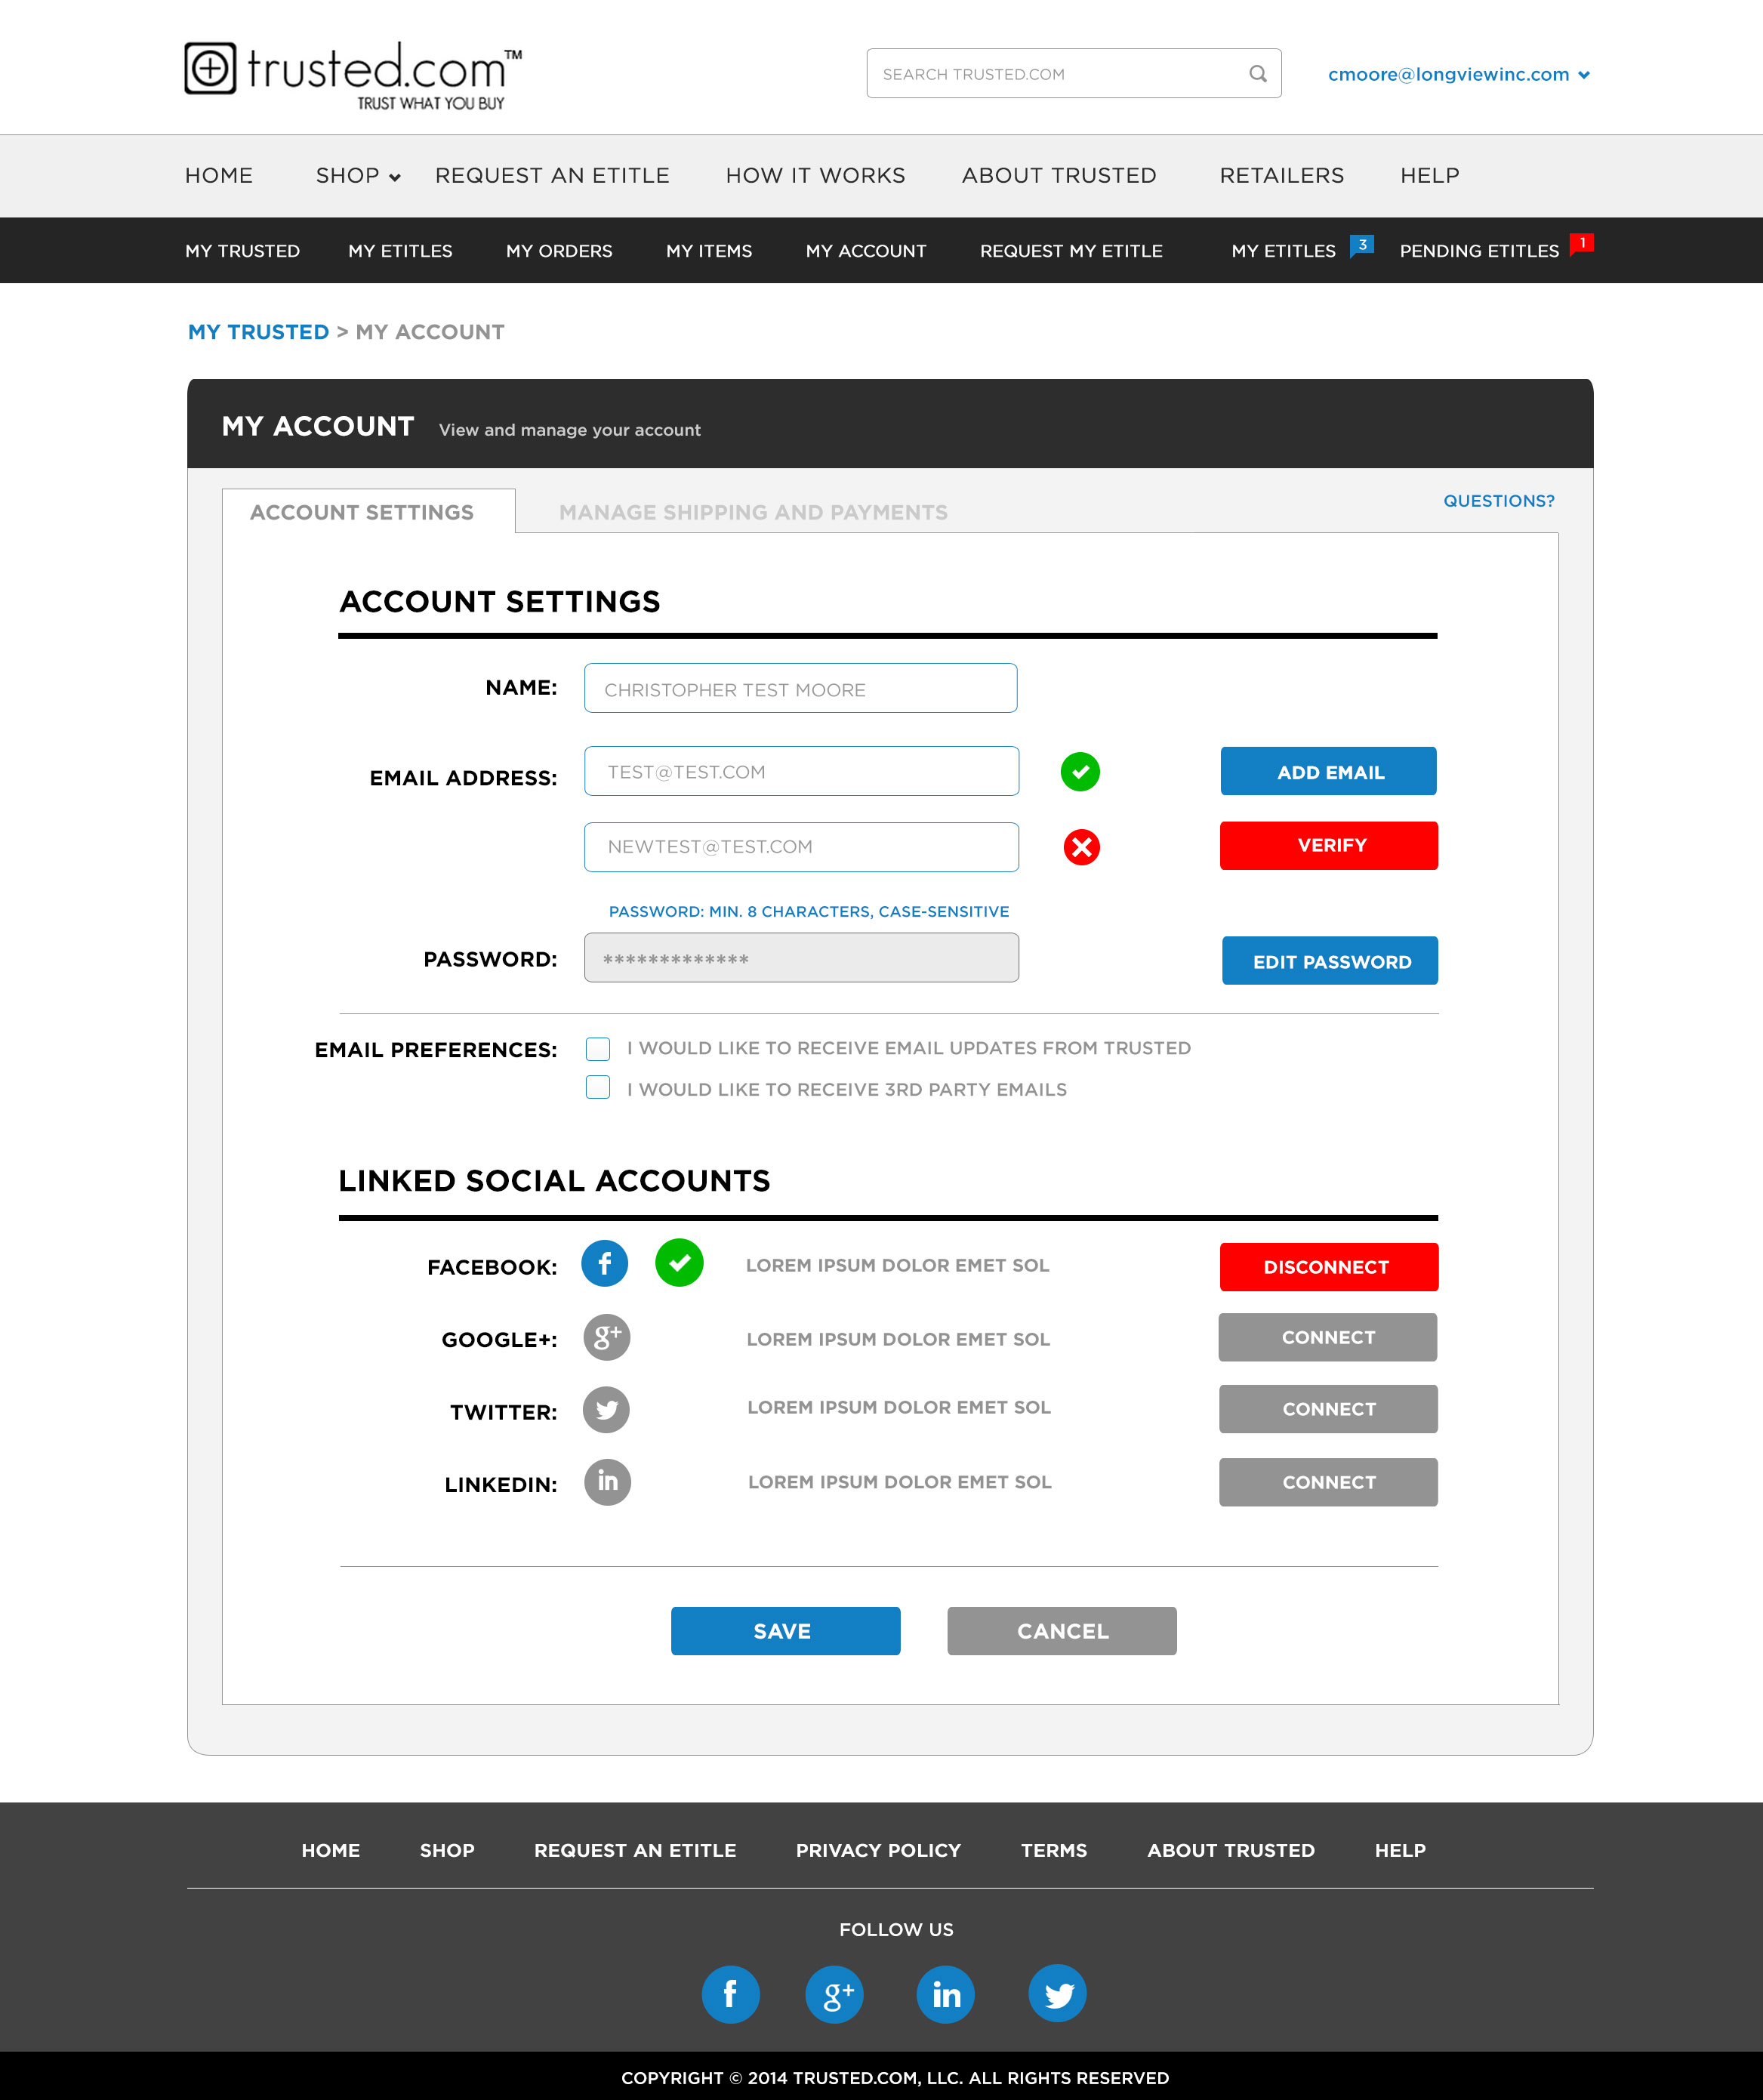 trusted.com™
TRUST WHAT YOU BUY
SEARCH TRUSTED.COM
cmoore@longviewinc.com
HOME SHOP REQUEST AN ETITLE HOW IT WORKS ABOUT TRUSTED RETAILERS HELP
MY TRUSTED MY ETITLES MY ORDERS MY ITEMS MY ACCOUNT REQUEST MY ETITLE MY ETITLES 3 PENDING ETITLES 1
MY TRUSTED > MY ACCOUNT
MY ACCOUNT View and manage your account
ACCOUNT SETTINGS MANAGE SHIPPING AND PAYMENTS QUESTIONS?
ACCOUNT SETTINGS
NAME: CHRISTOPHER TEST MOORE
EMAIL ADDRESS: TEST@TEST.COM ADD EMAIL
NEWTEST@TEST.COM VERIFY
PASSWORD: MIN. 8 CHARACTERS, CASE-SENSITIVE
PASSWORD: ************* EDIT PASSWORD
EMAIL PREFERENCES: I WOULD LIKE TO RECEIVE EMAIL UPDATES FROM TRUSTED
I WOULD LIKE TO RECEIVE 3RD PARTY EMAILS
LINKED SOCIAL ACCOUNTS
FACEBOOK: f LOREM IPSUM DOLOR EMET SOL DISCONNECT
GOOGLE+: g+ LOREM IPSUM DOLOR EMET SOL CONNECT
TWITTER: LOREM IPSUM DOLOR EMET SOL CONNECT
LINKEDIN: in LOREM IPSUM DOLOR EMET SOL CONNECT
SAVE CANCEL
HOME SHOP REQUEST AN ETITLE PRIVACY POLICY TERMS ABOUT TRUSTED HELP
FOLLOW US
f g+ in
COPYRIGHT © 2014 TRUSTED.COM, LLC. ALL RIGHTS RESERVED